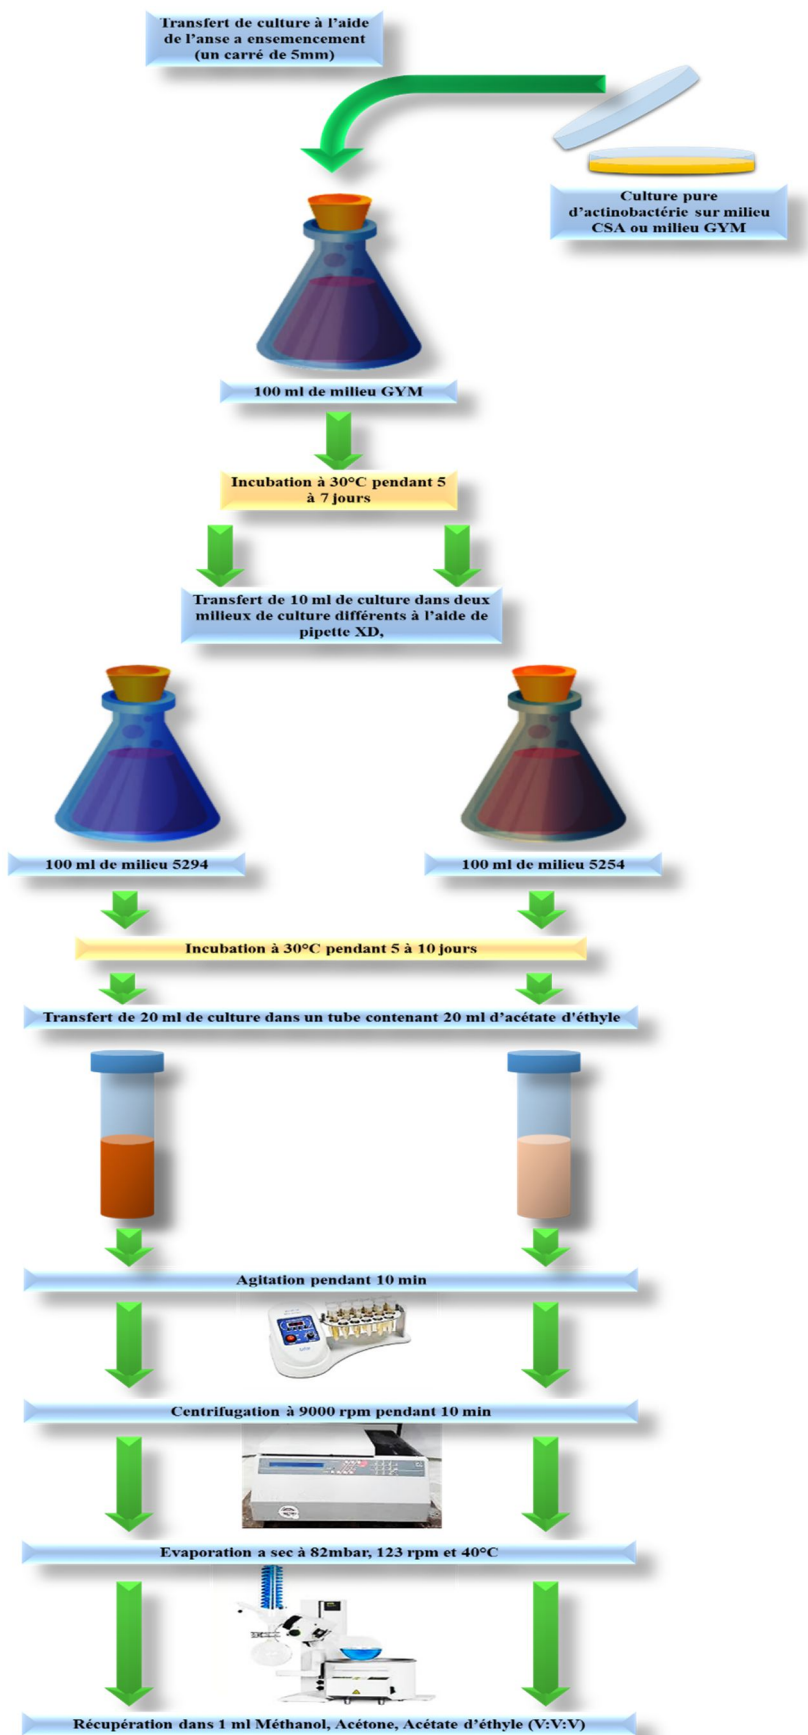 Transfert de culture à l'aide
de l'anse a ensemencement
(un carré de 5mm)
Culture pure
d'actinobactérie sur milieu
CSA ou milieu GYM
100 ml de milieu GYM
Incubation à 30°C pendant 5
à 7 jours
Transfert de 10 ml de culture dans deux
milieux de culture différents à l'aide de
pipette XD,
100 ml de milieu 5294
100 ml de milieu 5254
Incubation à 30°C pendant 5 à 10 jours
Transfert de 20 ml de culture dans un tube contenant 20 ml d'acétate d'éthyle
Agitation pendant 10 min
Centrifugation à 9000 rpm pendant 10 min
Evaporation a sec à 82mbar, 123 rpm et 40°C
Récupération dans 1 ml Méthanol, Acétone, Acétate d'éthyle (V:V:V)